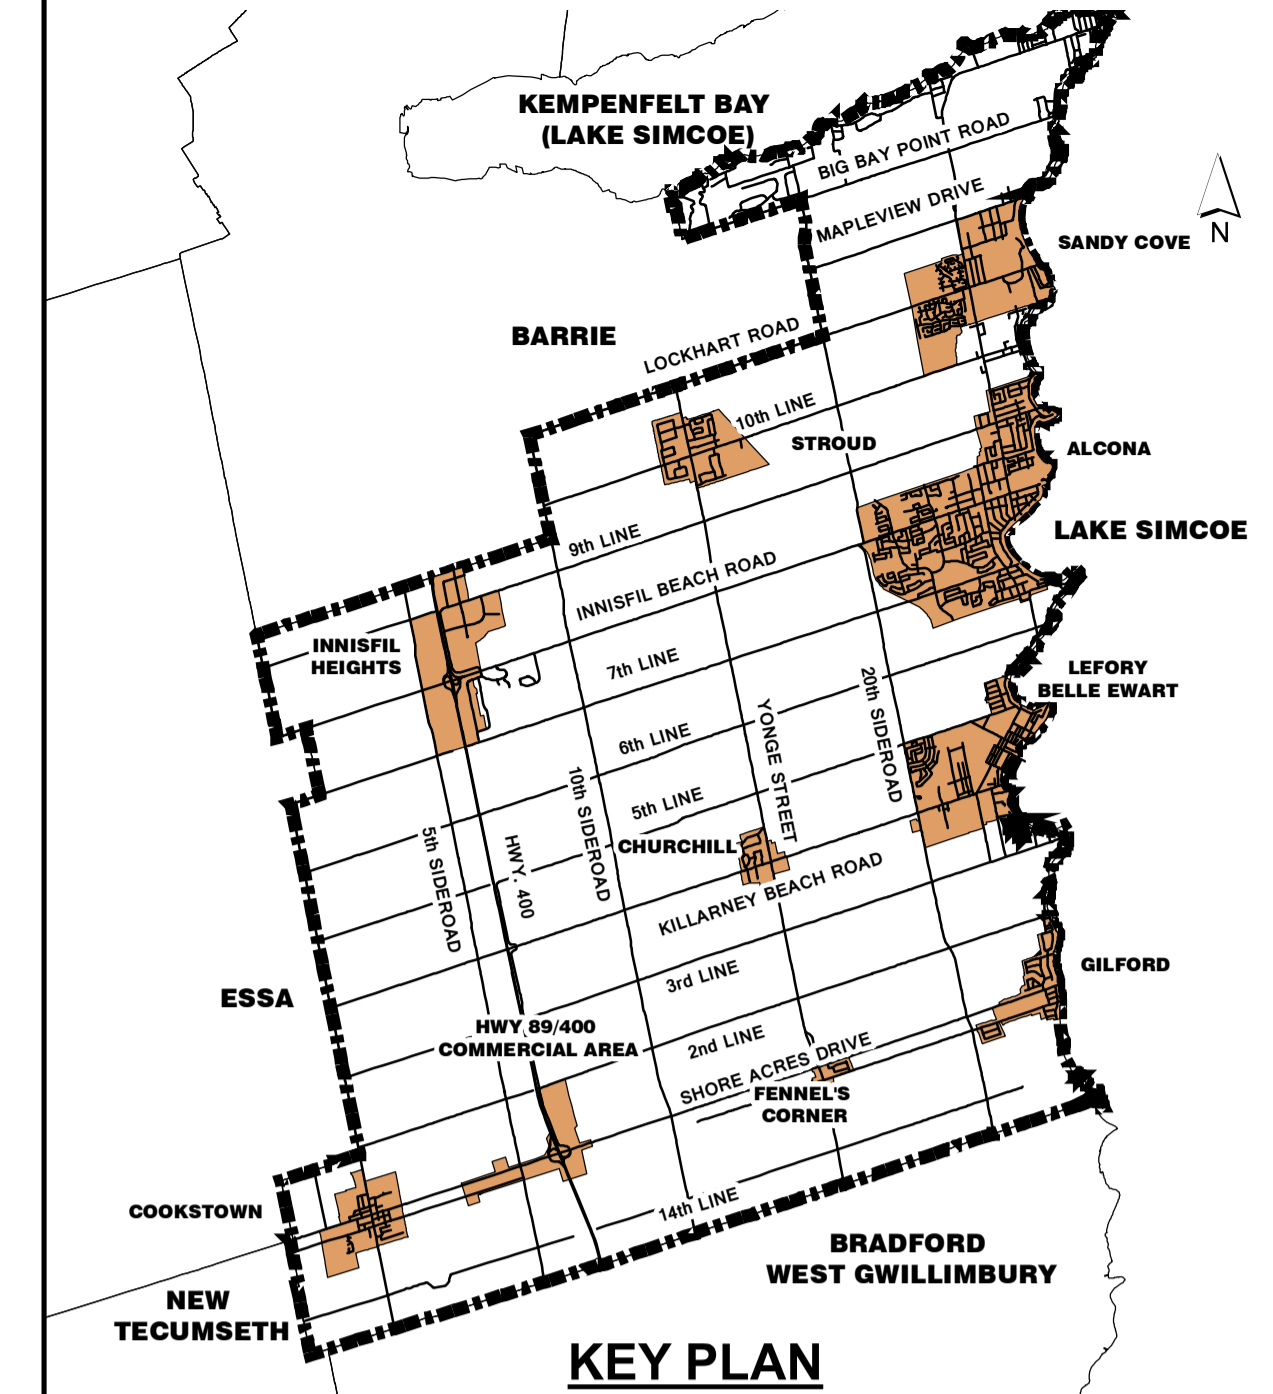 KEMPENFELT BAY
(LAKE SIMCOE)
BIG BAY POINT ROAD
MAPLEVIEW DRIVE
N
SANDY COVE
BARRIE
LOCKHART ROAD
10th LINE
STROUD
ALCONA
LAKE SIMCOE
9th LINE
INNISFIL BEACH ROAD
INNISFIL
HEIGHTS
7th LINE
LEFORY
BELLE EWART
20th SIDEROAD
YONGE STREET
6th LINE
10th SIDEROAD
5th LINE
5th SIDEROAD
HWY. 400
CHURCHILL
KILLARNEY BEACH ROAD
3rd LINE
GILFORD
ESSA
HWY 89/400
COMMERCIAL AREA
2nd LINE
SHORE ACRES DRIVE
FENNEL'S
CORNER
COOKSTOWN
14th LINE
BRADFORD
WEST GWILLIMBURY
NEW
TECUMSETH
KEY PLAN